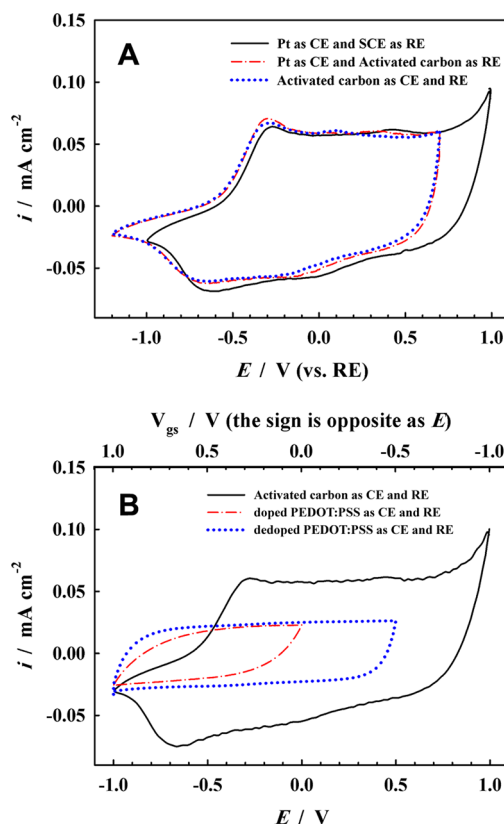 A
Pt as CE and SCE as RE
Pt as CE and Activated carbon as RE
Activated carbon as CE and RE
0.15
0.10
0.05
0.00
-0.05
i / mA cm⁻²
-1.0 -0.5 0.0 0.5 1.0
E / V (vs. RE)
V_gs / V (the sign is opposite as E)
1.0 0.5 0.0 -0.5 -1.0
B
Activated carbon as CE and RE
doped PEDOT:PSS as CE and RE
dedoped PEDOT:PSS as CE and RE
0.15
0.10
0.05
0.00
-0.05
i / mA cm⁻²
-1.0 -0.5 0.0 0.5 1.0
E / V